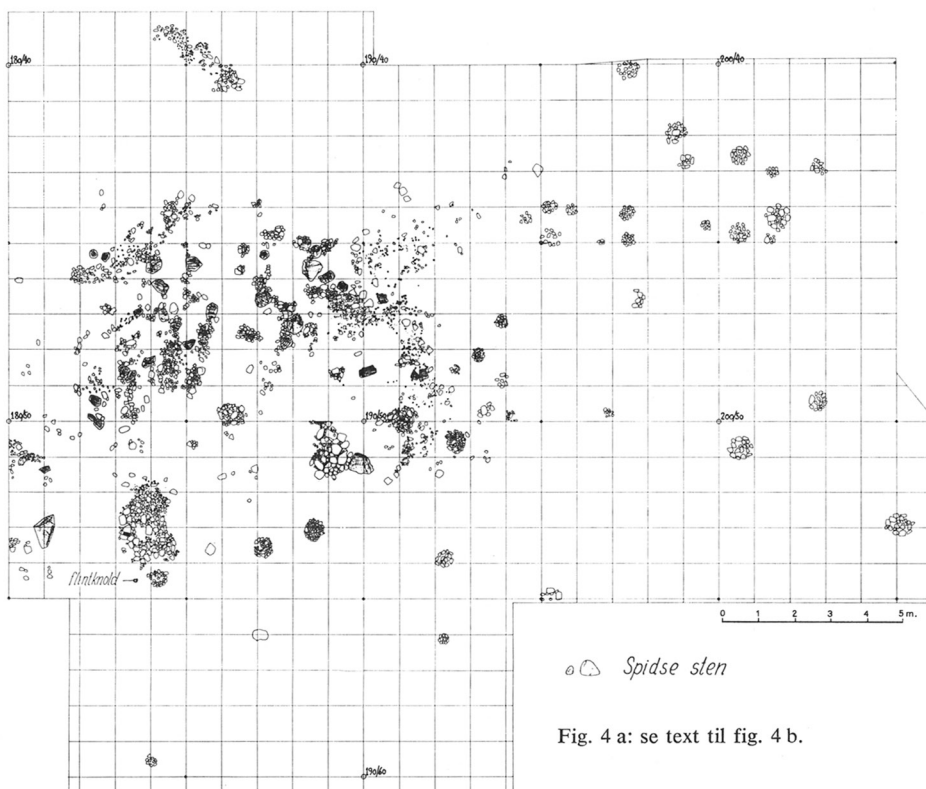 180/40
190/40
200/40
180/50
190/50
200/50
flintknold
0 1 2 3 4 5 m.
Spidse sten
Fig. 4 a: se text til fig. 4 b.
190/60